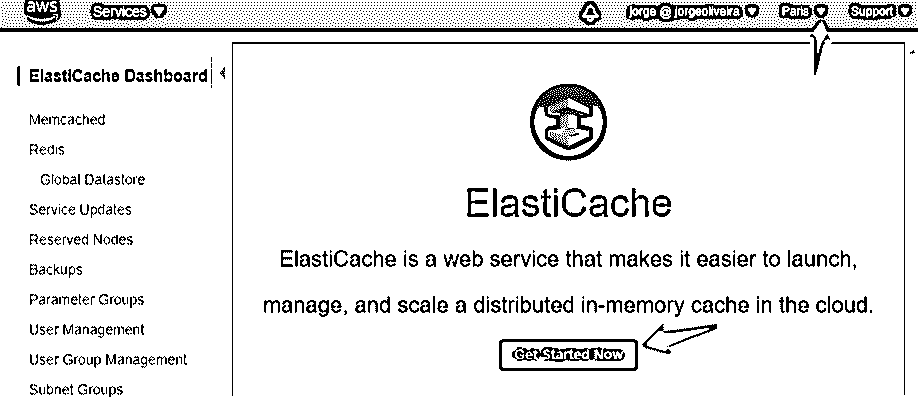 aws Services jorge @ jorgeoliveira Paris Support
ElastiCache Dashboard
Memcached
Redis
Global Datastore
Service Updates
Reserved Nodes
Backups
Parameter Groups
User Management
User Group Management
Subnet Groups
ElastiCache
ElastiCache is a web service that makes it easier to launch,
manage, and scale a distributed in-memory cache in the cloud.
Get Started Now